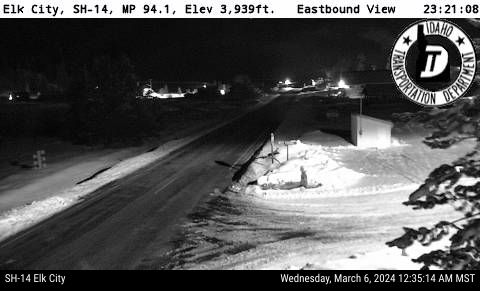 Elk City, SH-14, MP 94.1, Elev 3,939ft. Eastbound View 23:21:08
IDAHO
TRANSPORTATION DEPARTMENT
SH-14 Elk City Wednesday, March 6, 2024 12:35:14 AM MST